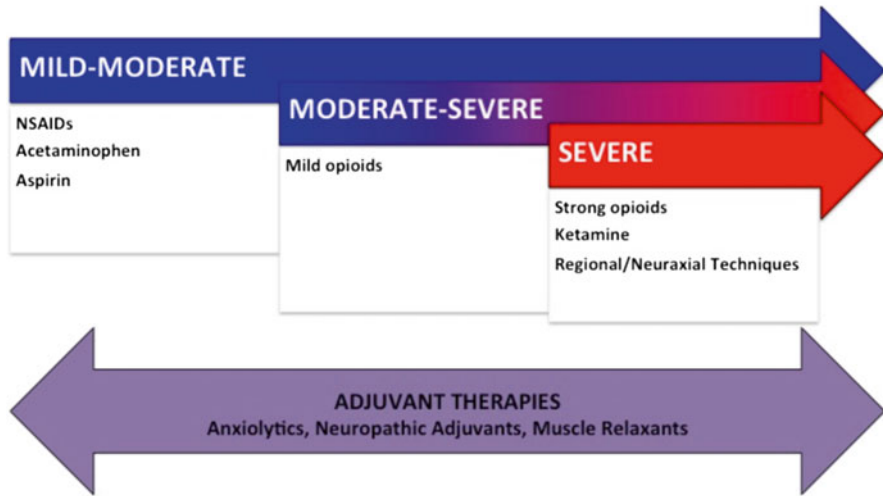 MILD-MODERATE
NSAIDs
Acetaminophen
Aspirin
MODERATE-SEVERE
Mild opioids
SEVERE
Strong opioids
Ketamine
Regional/Neuraxial Techniques
ADJUVANT THERAPIES
Anxiolytics, Neuropathic Adjuvants, Muscle Relaxants